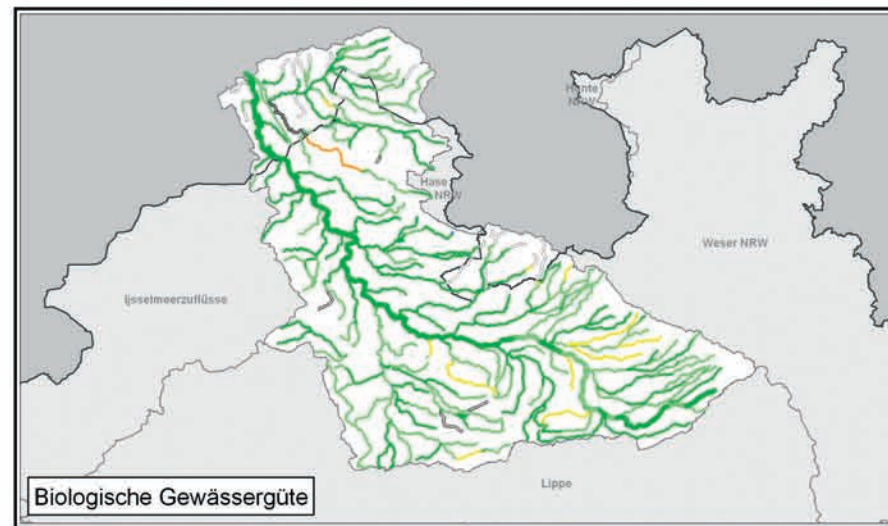 Hunte
NRW
Hase
NRW
Weser NRW
Ijsselmeerzuflüsse
Lippe
Biologische Gewässergüte